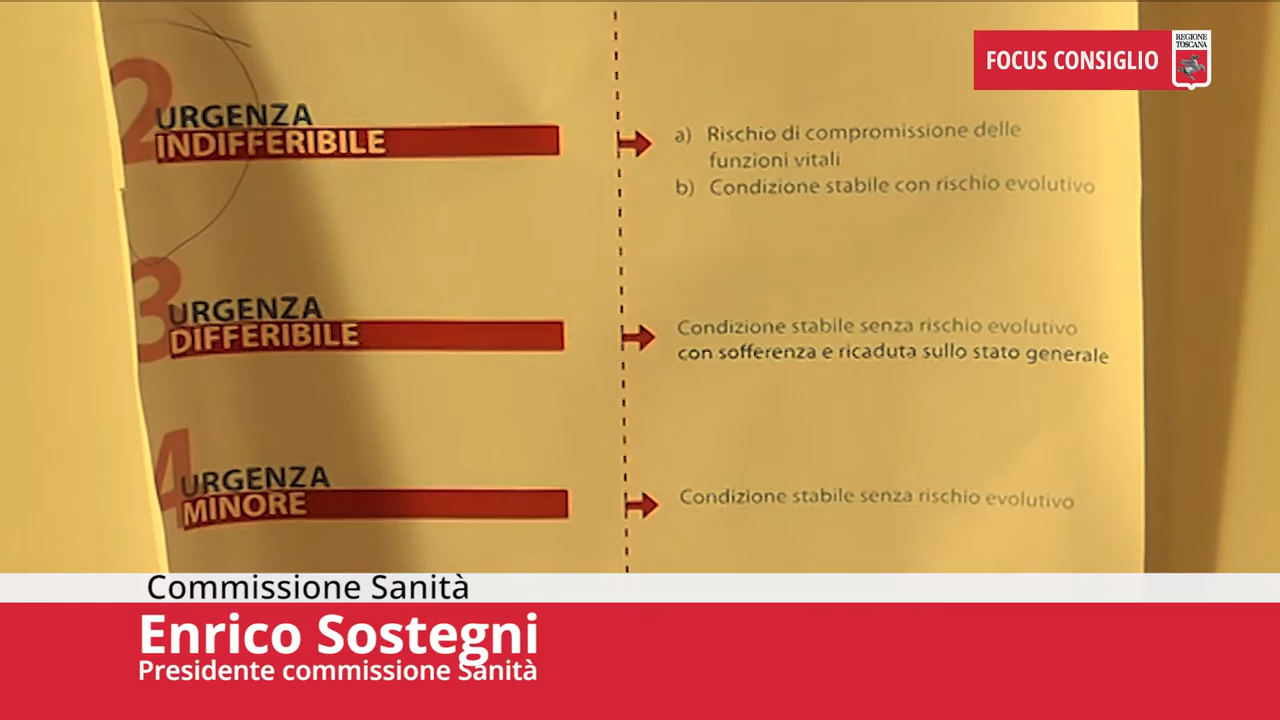 REGIONE
TOSCANA
FOCUS CONSIGLIO
2
URGENZA
INDIFFERIBILE
a) Rischio di compromissione delle
funzioni vitali
b) Condizione stabile con rischio evolutivo
3
URGENZA
DIFFERIBILE
Condizione stabile senza rischio evolutivo
con sofferenza e ricaduta sullo stato generale
4
URGENZA
MINORE
Condizione stabile senza rischio evolutivo
Commissione Sanità
Enrico Sostegni
Presidente commissione Sanità